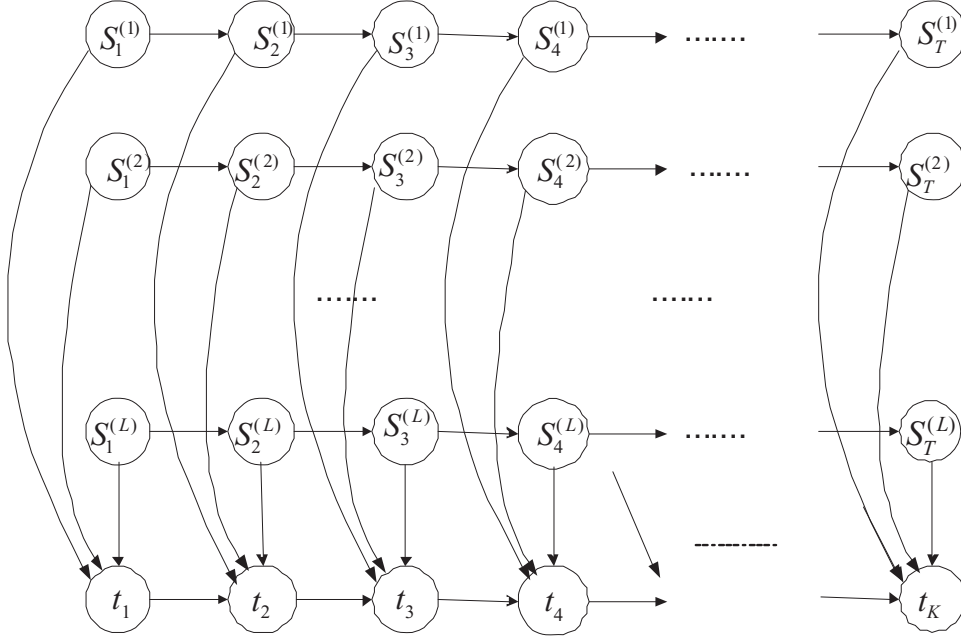 S_1^{(1)} S_2^{(1)} S_3^{(1)} S_4^{(1)} ....... S_T^{(1)}
S_1^{(2)} S_2^{(2)} S_3^{(2)} S_4^{(2)} ....... S_T^{(2)}
....... .......
S_1^{(L)} S_2^{(L)} S_3^{(L)} S_4^{(L)} ....... S_T^{(L)}
t_1 t_2 t_3 t_4 t_K